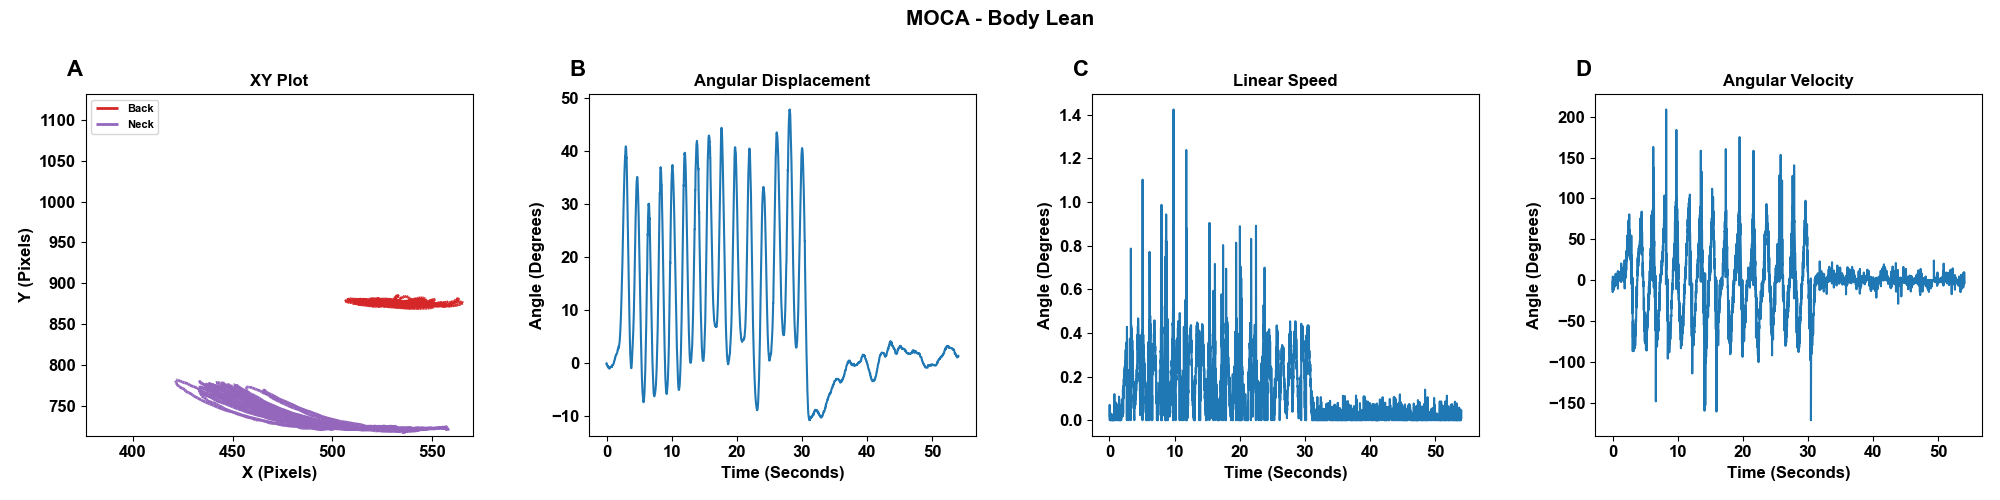 MOCA - Body Lean
A
XY Plot
Back
Neck
1100
1050
1000
950
900
850
800
750
400
450
500
550
Y (Pixels)
X (Pixels)
B
Angular Displacement
50
40
30
20
10
0
−10
0
10
20
30
40
50
Angle (Degrees)
Time (Seconds)
C
Linear Speed
1.4
1.2
1.0
0.8
0.6
0.4
0.2
0.0
0
10
20
30
40
50
Angle (Degrees)
Time (Seconds)
D
Angular Velocity
200
150
100
50
0
−50
−100
−150
0
10
20
30
40
50
Angle (Degrees)
Time (Seconds)